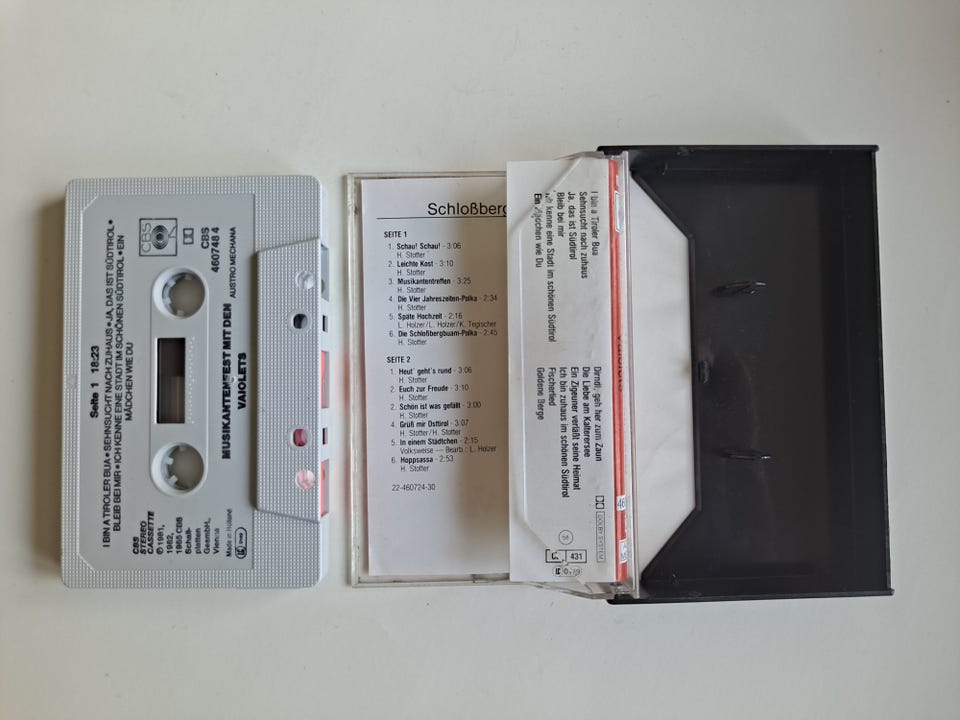 I BIN A TIROLER BUA • SEHNSUCHT NACH ZUHAUS • JA, DAS IST SÜDTIROL •
BLEIB BEI MIR • ICH KENNE EINE STADT IM SCHÖNEN SÜDTIROL • EIN
MÄDCHEN WIE DU
Seite 1 18:23
CBS
CBS
460748 4
AUSTRO MECHANA
MUSIKANTENFEST MIT DEN
VAIOLETS
CBS
STEREO
CASSETTE
℗ 1981,
1982,
1985 CBS
Schall-
platten
GesmbH.,
Vienna
Made in Holland
Schloßberg
SEITE 1
1. Schau! Schau! - 3:06
H. Stotter
2. Leichte Kost - 3:10
H. Stotter
3. Musikantentreffen - 3:25
H. Stotter
4. Die Vier Jahreszeiten-Polka - 2:34
H. Stotter
5. Späte Hochzeit - 2:16
L. Holzer/L. Holzer/K. Tegischer
6. Die Schloßbergbuam-Polka - 2:45
H. Stotter
SEITE 2
1. Heut' geht's rund - 3:06
H. Stotter
2. Euch zur Freude - 3:10
H. Stotter
2. Schön ist was gefällt - 3:00
H. Stotter
4. Grüß mir Osttirol - 3:07
H. Stotter/H. Stotter
5. In einem Städtchen - 2:15
Volksweise — Bearb.: L. Holzer
6. Hoppsassa - 2:53
H. Stotter
22-460724-30
I bin a Tiroler Bua
Sehnsucht nach zuhaus
Ja, das ist Südtirol
Bleib bei mir
Ich kenne eine Stadt im schönen Südtirol
Ein Mädchen wie Du
Dirndl, geh her zum Zaun
Die Liebe am Kalterersee
Ein Zigeuner verläßt seine Heimat
Ich bin zuhaus im schönen Südtirol
Fischerlied
Goldene Berge
DOLBY SYSTEM
431
46